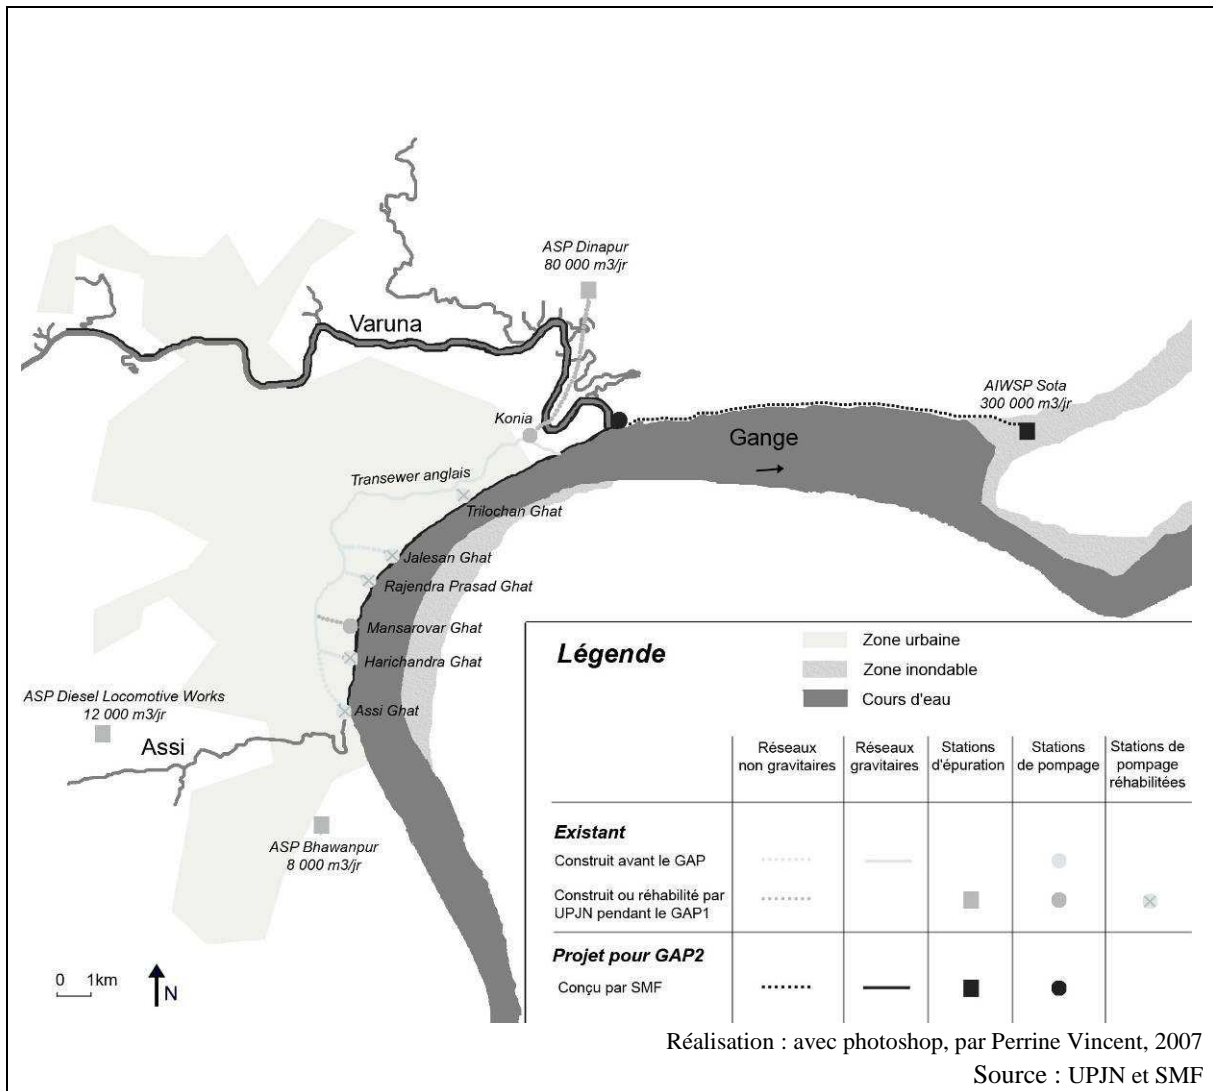 ASP Dinapur
80 000 m3/jr
Varuna
AIWSP Sota
300 000 m3/jr
Konia
Gange
Transewer anglais
Trilochan Ghat
Jalesan Ghat
Rajendra Prasad Ghat
Mansarovar Ghat
Harichandra Ghat
ASP Diesel Locomotive Works
12 000 m3/jr
Assi Ghat
Assi
ASP Bhawanpur
8 000 m3/jr
0 1km
N
Légende
Zone urbaine
Zone inondable
Cours d'eau
Réseaux
non gravitaires
Réseaux
gravitaires
Stations
d'épuration
Stations
de pompage
Stations de
pompage
réhabilitées
Existant
Construit avant le GAP
Construit ou réhabilité par
UPJN pendant le GAP1
Projet pour GAP2
Conçu par SMF
Réalisation : avec photoshop, par Perrine Vincent, 2007
Source : UPJN et SMF